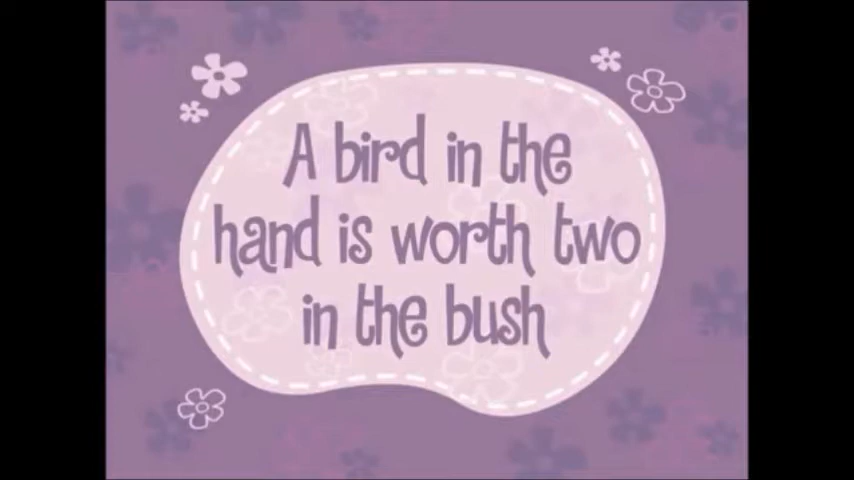 A bird in the
hand is worth two
in the bush